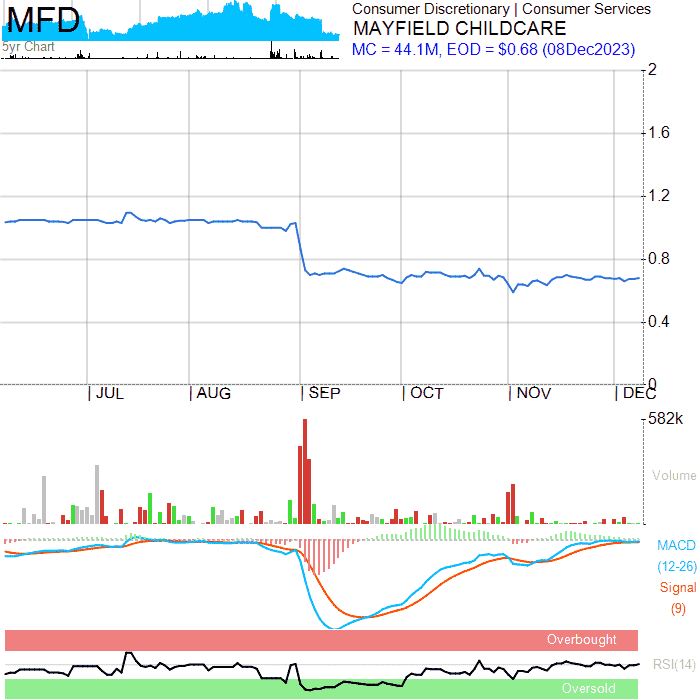 MFD
5yr Chart
Consumer Discretionary | Consumer Services
MAYFIELD CHILDCARE
MC = 44.1M, EOD = $0.68 (08Dec2023)
2
1.6
1.2
0.8
0.4
0
JUL
AUG
SEP
OCT
NOV
DEC
582k
Volume
MACD
(12-26)
Signal
(9)
Overbought
RSI(14)
Oversold